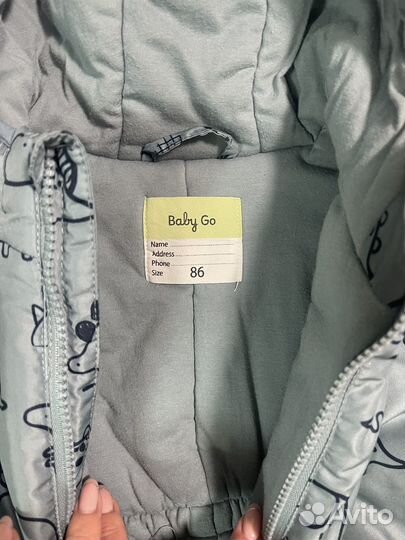 Baby Go
Name
Address
Phone
Size 86
Avito